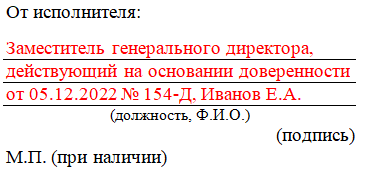 От исполнителя:
Заместитель генерального директора,
действующий на основании доверенности
от 05.12.2022 № 154-Д, Иванов Е.А.
(должность, Ф.И.О.)
(подпись)
М.П. (при наличии)